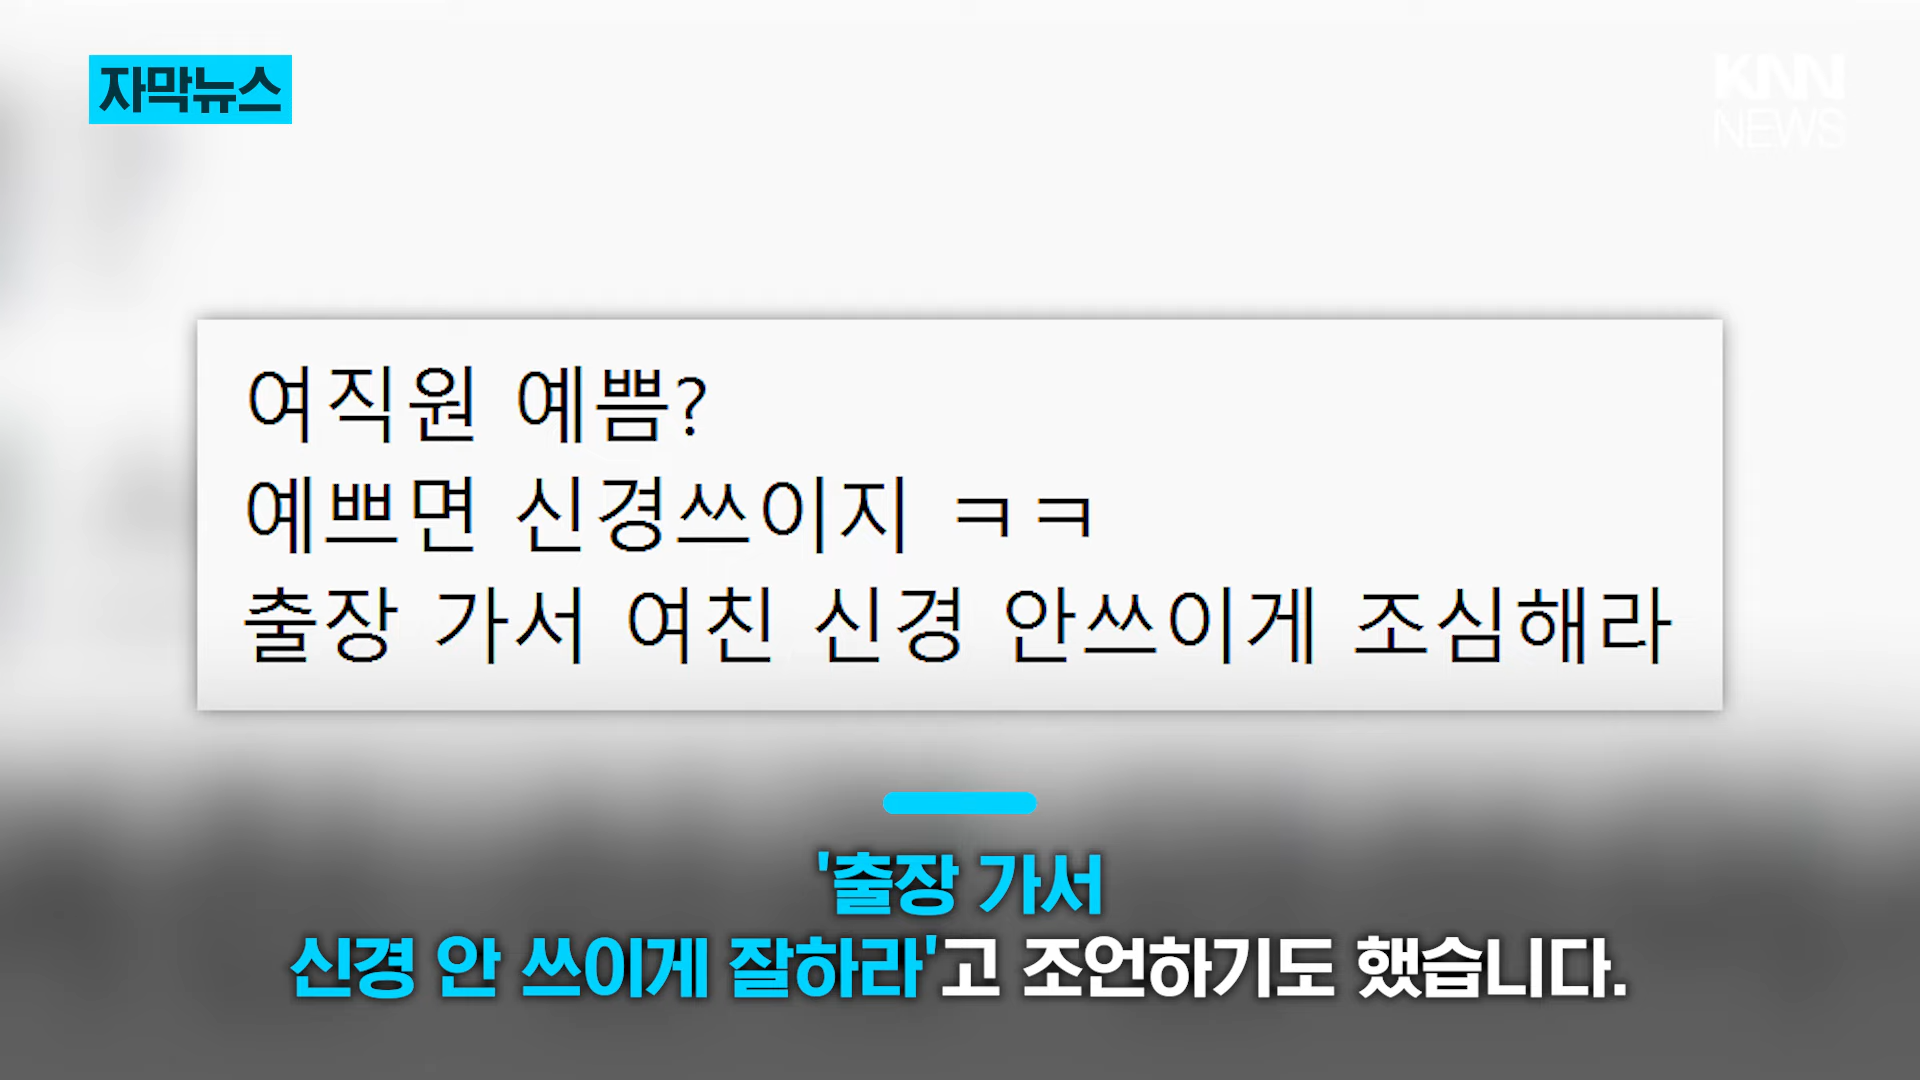 자막뉴스
KNN
NEWS
여직원 예쁨?
예쁘면 신경쓰이지 ㅋㅋ
출장 가서 여친 신경 안쓰이게 조심해라
'출장 가서
신경 안 쓰이게 잘하라'고 조언하기도 했습니다.